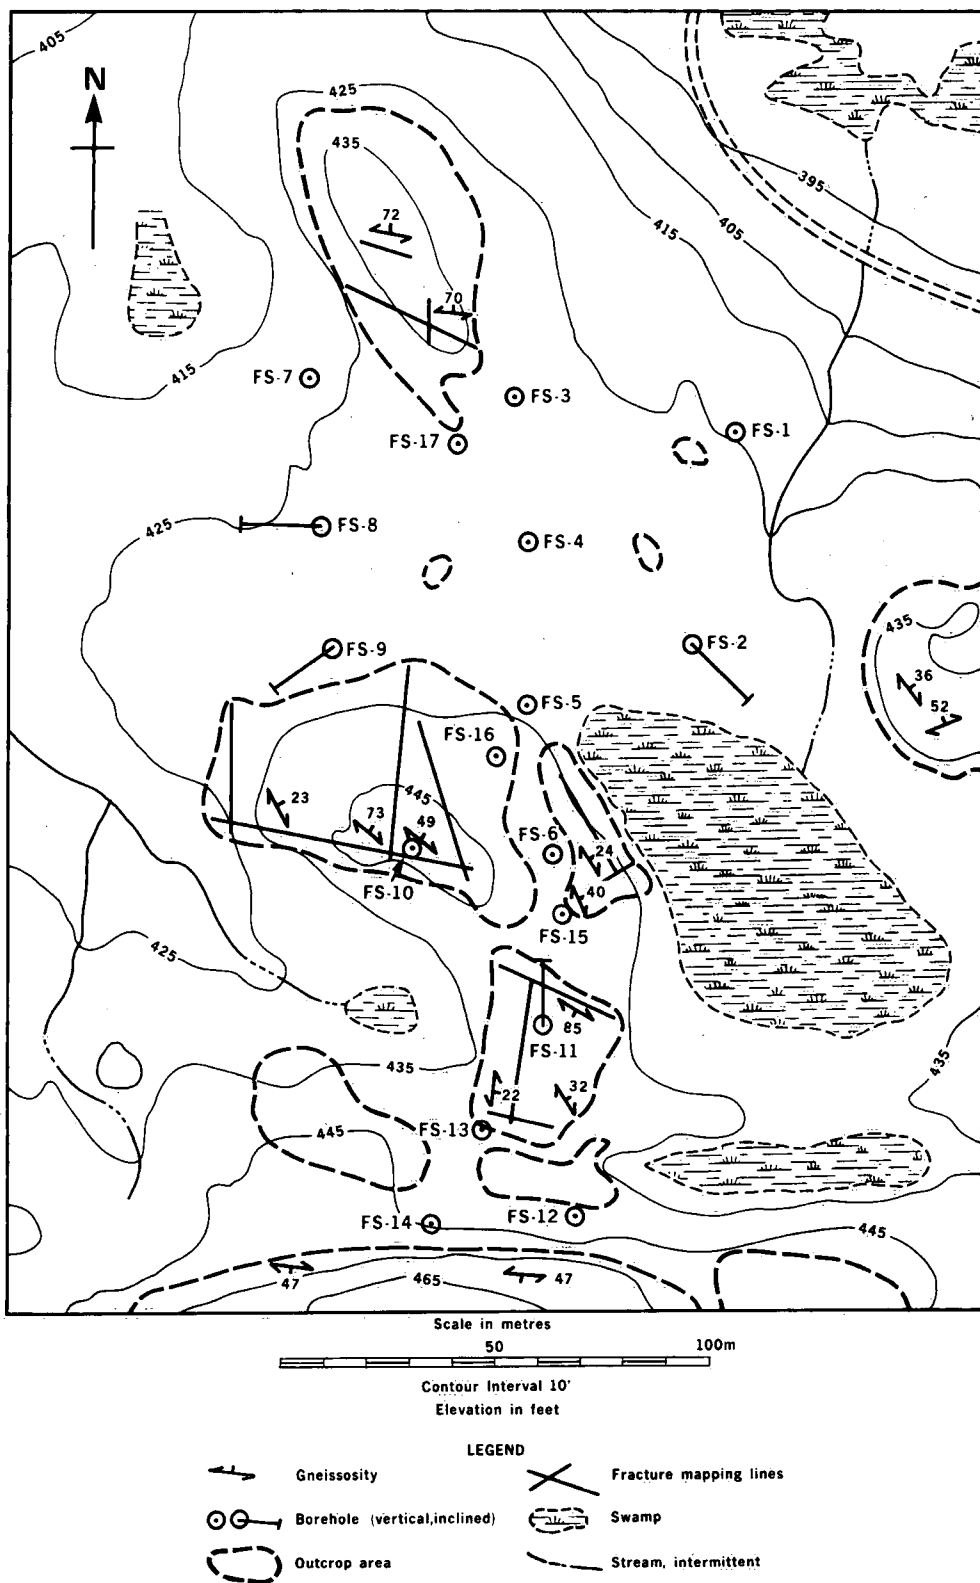 405
N
425
435
395
72
415
405
70
415
FS-7
FS-3
FS-17
FS-1
425
FS-8
FS-4
435
FS-9
FS-2
36
52
FS-5
FS-16
445
23
73
49
FS-6
24
FS-10
40
FS-15
425
85
FS-11
435
435
22
32
445
FS-13
FS-14
FS-12
445
47
465
47
Scale in metres
50 100m
Contour Interval 10'
Elevation in feet
LEGEND
Gneissosity
Fracture mapping lines
Borehole (vertical,inclined)
Swamp
Outcrop area
Stream, intermittent